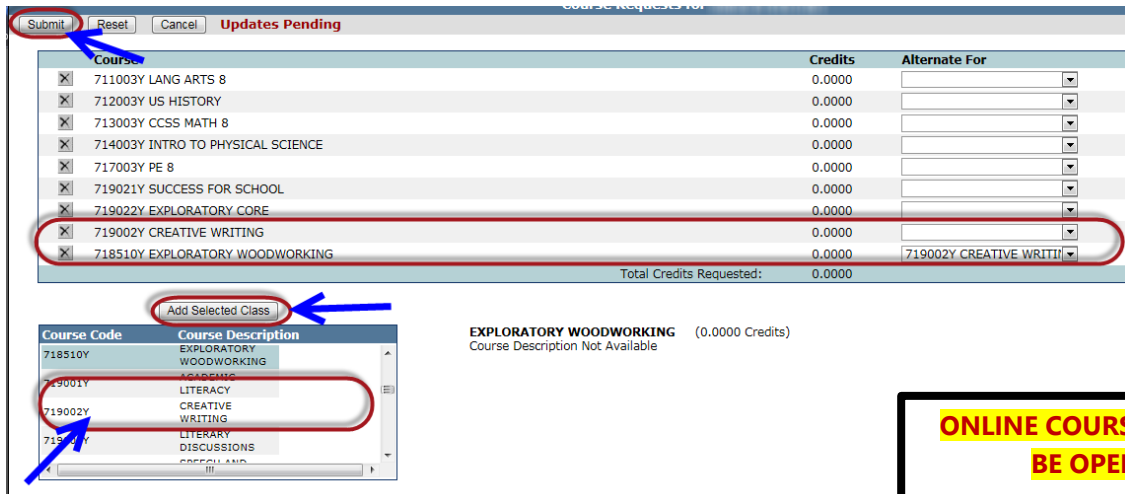 Course Requests for
Submit Reset Cancel Updates Pending
Course Credits Alternate For
711003Y LANG ARTS 8 0.0000
712003Y US HISTORY 0.0000
713003Y CCSS MATH 8 0.0000
714003Y INTRO TO PHYSICAL SCIENCE 0.0000
717003Y PE 8 0.0000
719021Y SUCCESS FOR SCHOOL 0.0000
719022Y EXPLORATORY CORE 0.0000
719002Y CREATIVE WRITING 0.0000
718510Y EXPLORATORY WOODWORKING 0.0000 719002Y CREATIVE WRITIN
Total Credits Requested: 0.0000
Add Selected Class
Course Code Course Description
718510Y EXPLORATORY
WOODWORKING
719001Y ACADEMIC
LITERACY
719002Y CREATIVE
WRITING
LITERARY
DISCUSSIONS
SPEECH AND
EXPLORATORY WOODWORKING (0.0000 Credits)
Course Description Not Available
ONLINE COURS
BE OPE